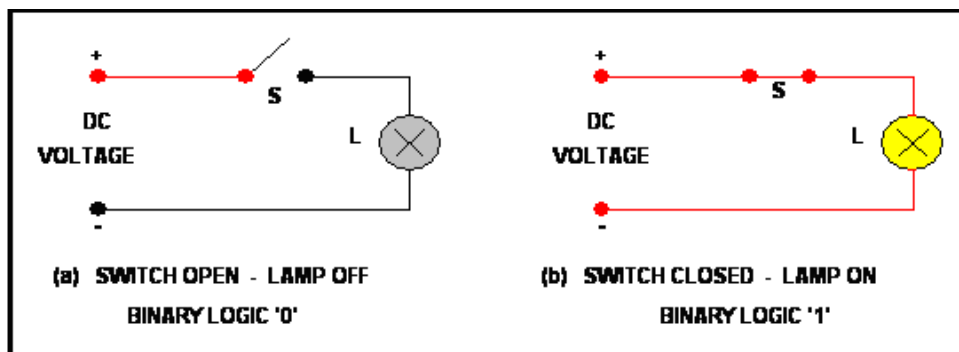 +
S
DC
VOLTAGE
L
-
(a) SWITCH OPEN - LAMP OFF
BINARY LOGIC '0'
+
S
DC
VOLTAGE
L
-
(b) SWITCH CLOSED - LAMP ON
BINARY LOGIC '1'